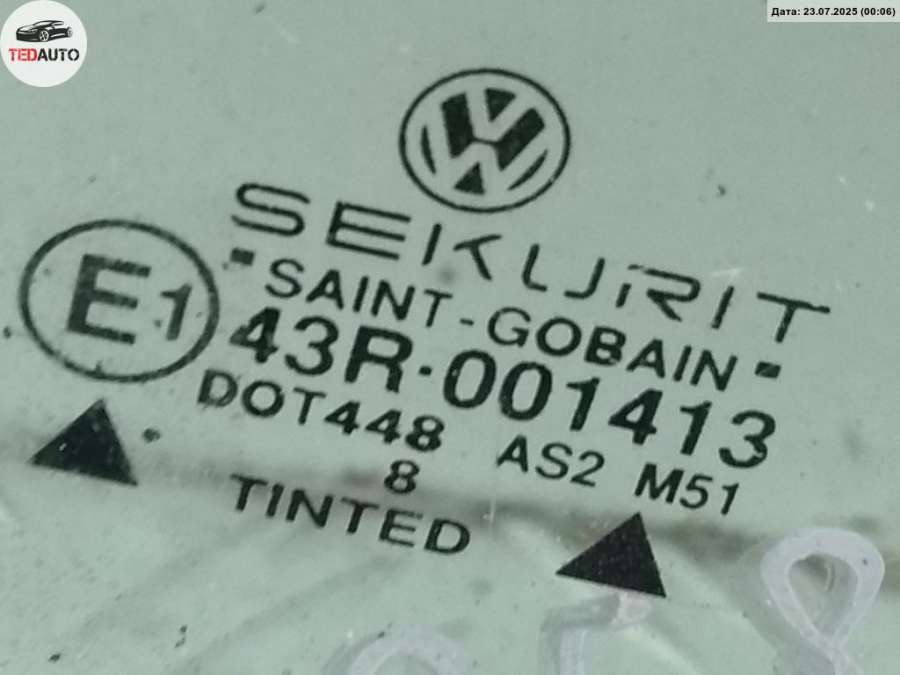 TEDAUTO
Дата: 23.07.2025 (00:06)
SEKURIT
"SAINT-GOBAIN"
E1
43R-001413
DOT448 AS2 M51
8
TINTED